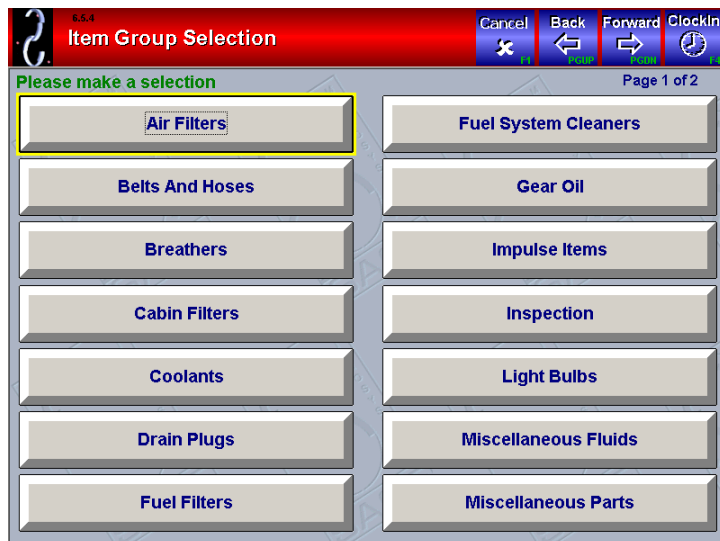 6.5.4
Item Group Selection
Cancel
F1
Back
PGUP
Forward
PGDN
ClockIn
F4
Please make a selection
Page 1 of 2
Air Filters
Belts And Hoses
Breathers
Cabin Filters
Coolants
Drain Plugs
Fuel Filters
Fuel System Cleaners
Gear Oil
Impulse Items
Inspection
Light Bulbs
Miscellaneous Fluids
Miscellaneous Parts